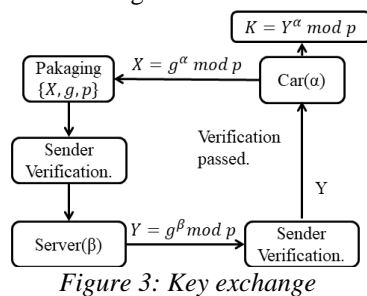 K = Y^α mod p
Pakaging
{X, g, p}
X = g^α mod p
Car(α)
Sender
Verification.
Verification
passed.
Y
Server(β)
Y = g^β mod p
Sender
Verification.
Figure 3: Key exchange